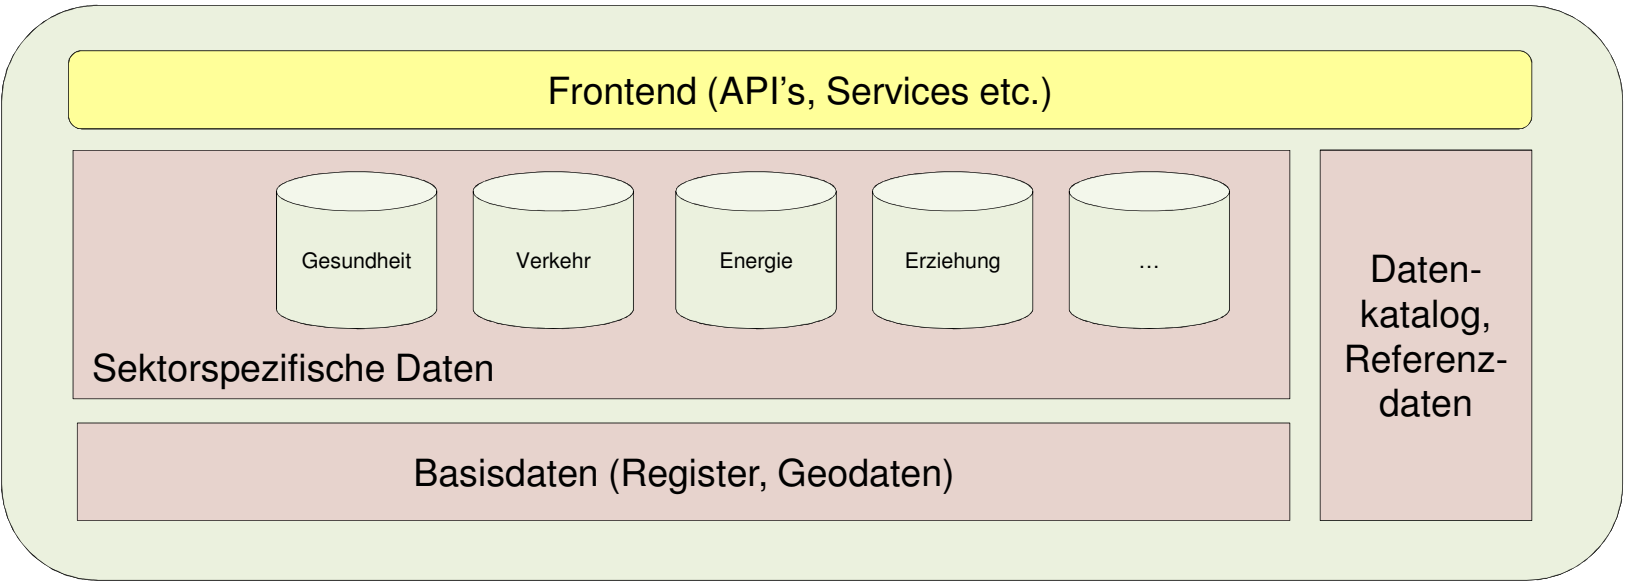 Frontend (API’s, Services etc.)
Gesundheit
Verkehr
Energie
Erziehung
...
Sektorspezifische Daten
Daten-
katalog,
Referenz-
daten
Basisdaten (Register, Geodaten)